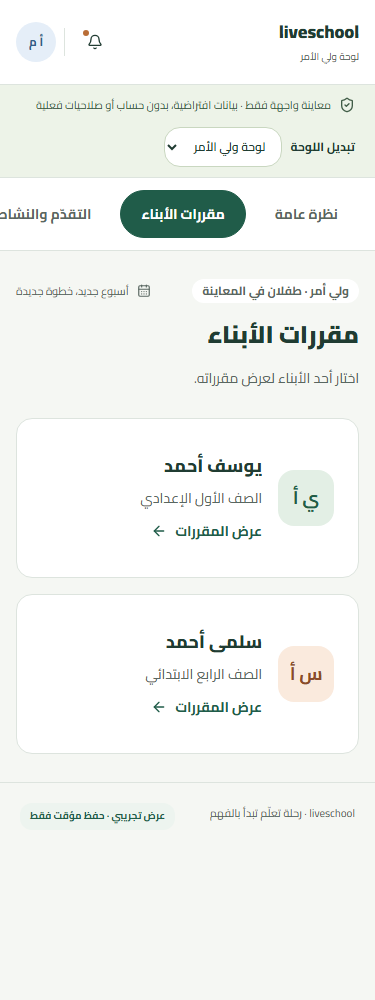 liveschool
لوحة ولي الأمر
أ م
معاينة واجهة فقط · بيانات افتراضية، بدون حساب أو صلاحيات فعلية
تبديل اللوحة
لوحة ولي الأمر
نظرة عامة
مقررات الأبناء
التقدّم والنشاط
ولي أمر · طفلان في المعاينة
أسبوع جديد، خطوة جديدة
مقررات الأبناء
اختار أحد الأبناء لعرض مقرراته.
ي أ
يوسف أحمد
الصف الأول الإعدادي
عرض المقررات
س أ
سلمى أحمد
الصف الرابع الابتدائي
عرض المقررات
liveschool · رحلة تعلّم تبدأ بالفهم
عرض تجريبي · حفظ مؤقت فقط